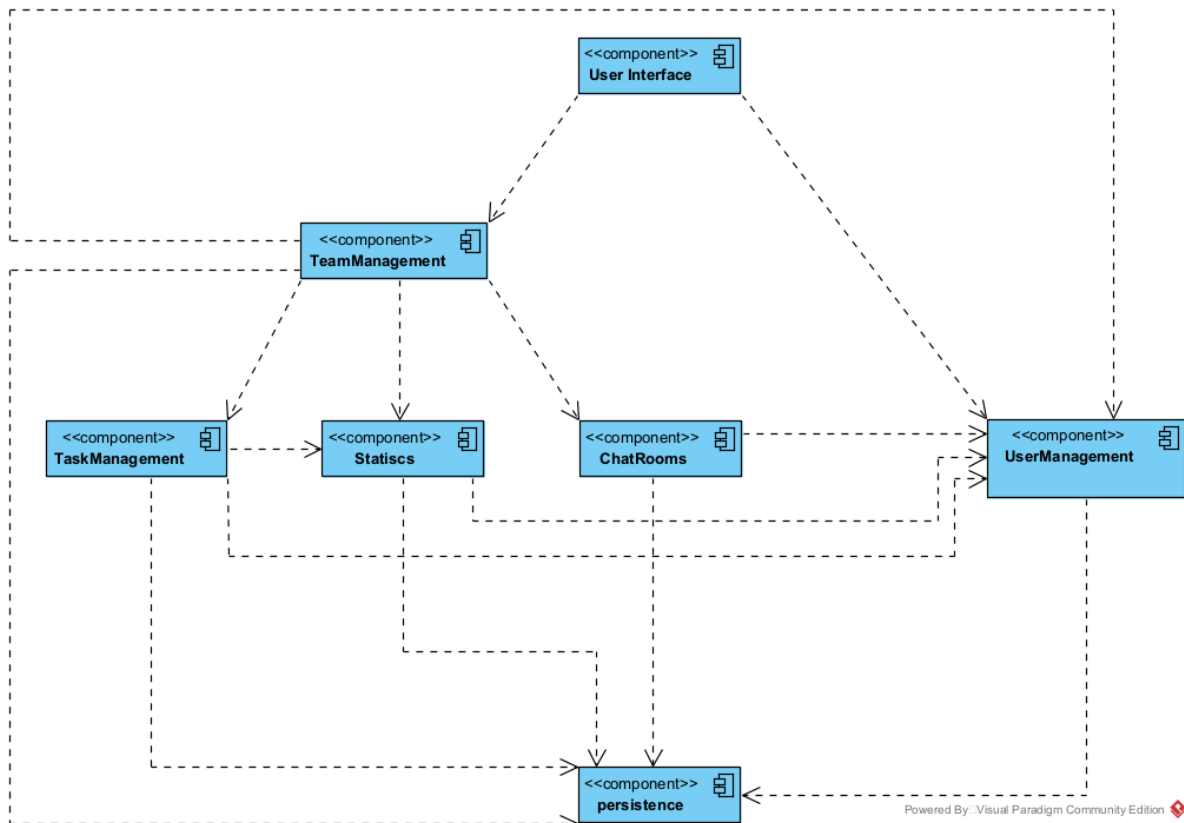 <<component>>
User Interface
<<component>>
TeamManagement
<<component>>
TaskManagement
<<component>>
Statiscs
<<component>>
ChatRooms
<<component>>
UserManagement
<<component>>
persistence
Powered By Visual Paradigm Community Edition